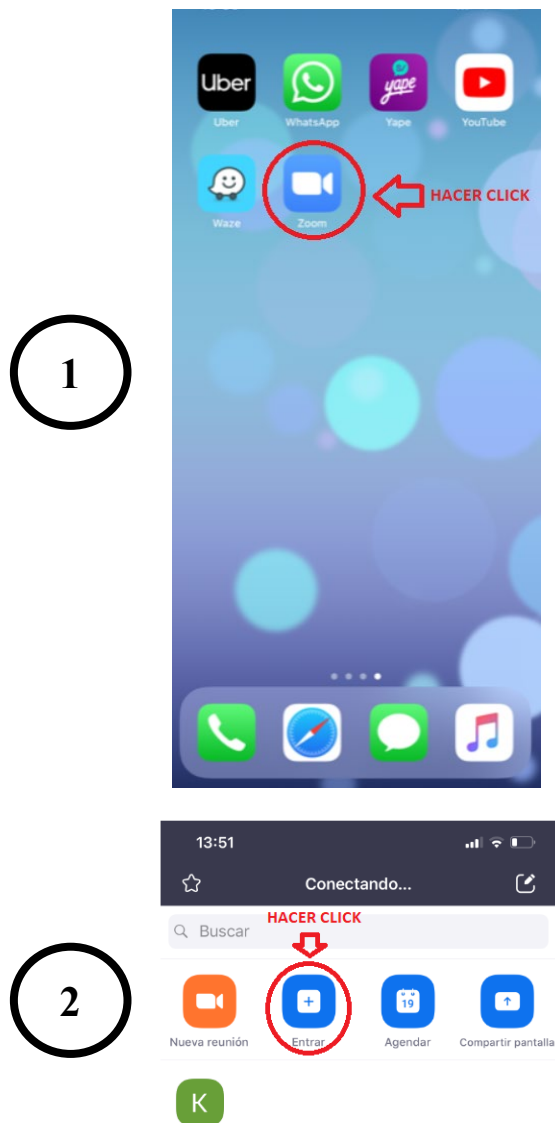 Uber
yape
Uber
WhatsApp
Yape
YouTube
HACER CLICK
Waze
Zoom
1
13:51
Conectando...
HACER CLICK
Buscar
19
Nueva reunión
Entrar
Agendar
Compartir pantalla
2
K